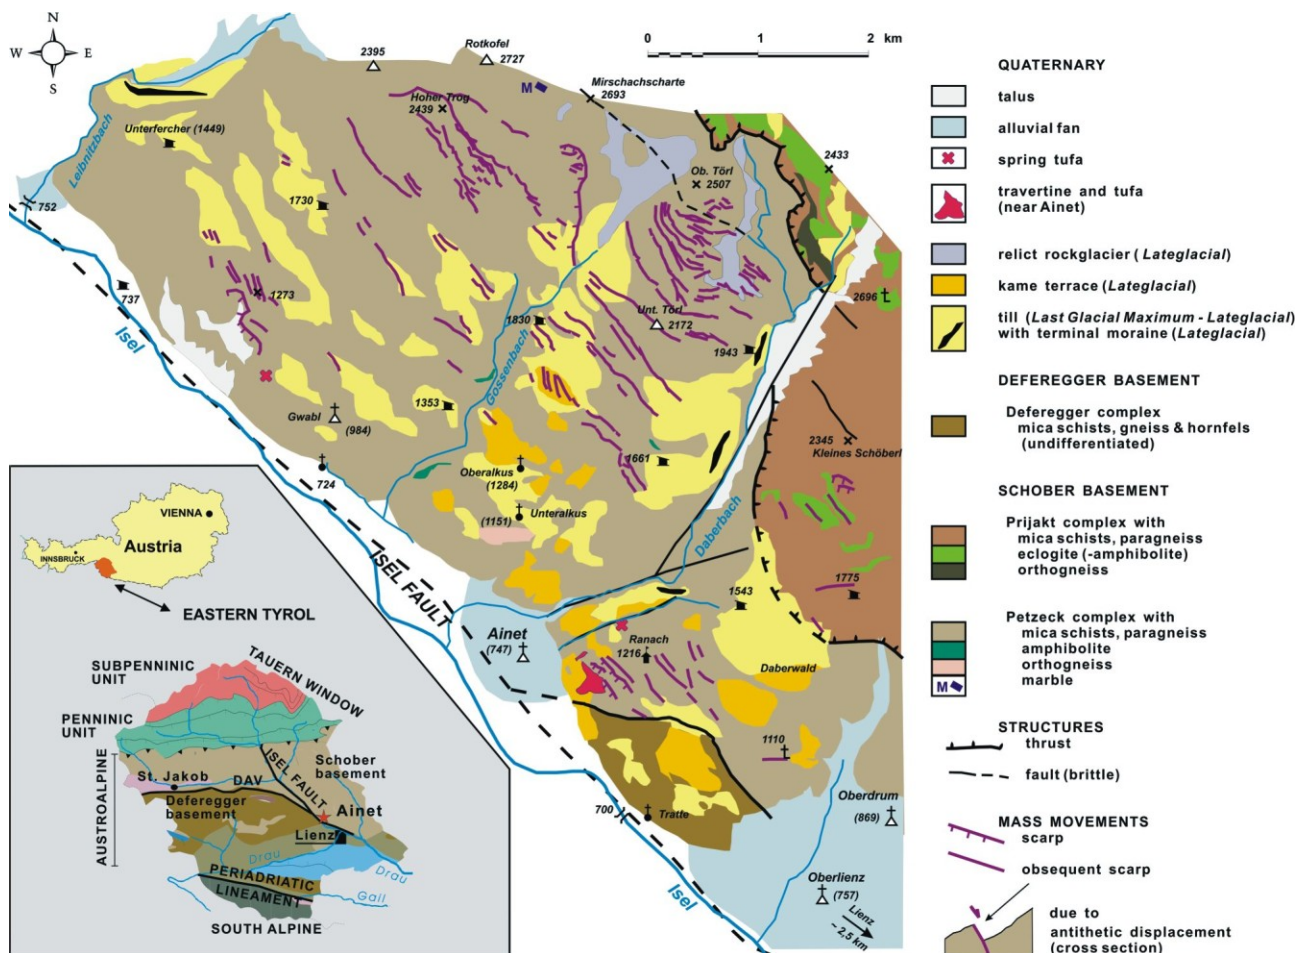 N
W
E
S
2395
Rotkofel
2727
0
1
2
km
Mirschachscharte
2693
M
Hoher Trog
2439
Unterfercher (1449)
Leibnitzbach
752
1730
2433
Ob. Törl
2507
737
1273
Isel
2696
1830
Unt. Törl
2172
1943
Gossenbach
1353
Gwabl
(984)
2345
Kleines Schöberl
724
Oberalkus
(1284)
1661
(1151)
Unteralkus
Daberbach
ISEL FAULT
1775
1543
Ainet
(747)
Ranach
1216
Daberwald
1110
700
Tratte
Oberdrum
(869)
Isel
Oberlienz
(757)
Lienz
~ 2,5 km
VIENNA
INNSBRUCK
Austria
EASTERN TYROL
SUBPENNINIC
UNIT
TAUERN WINDOW
PENNINIC
UNIT
AUSTROALPINE
St. Jakob
DAV
ISEL FAULT
Schober
basement
Deferegger
basement
Ainet
Lienz
Drau
Drau
PERIADRIATIC
LINEAMENT
Gail
SOUTH ALPINE
QUATERNARY
talus
alluvial fan
spring tufa
travertine and tufa
(near Ainet)
relict rockglacier (Lateglacial)
kame terrace (Lateglacial)
till (Last Glacial Maximum - Lateglacial)
with terminal moraine (Lateglacial)
DEFEREGGER BASEMENT
Deferegger complex
mica schists, gneiss & hornfels
(undifferentiated)
SCHOBER BASEMENT
Prijakt complex with
mica schists, paragneiss
eclogite (-amphibolite)
orthogneiss
Petzeck complex with
mica schists, paragneiss
amphibolite
orthogneiss
M
marble
STRUCTURES
thrust
fault (brittle)
MASS MOVEMENTS
scarp
obsequent scarp
due to
antithetic displacement
(cross section)